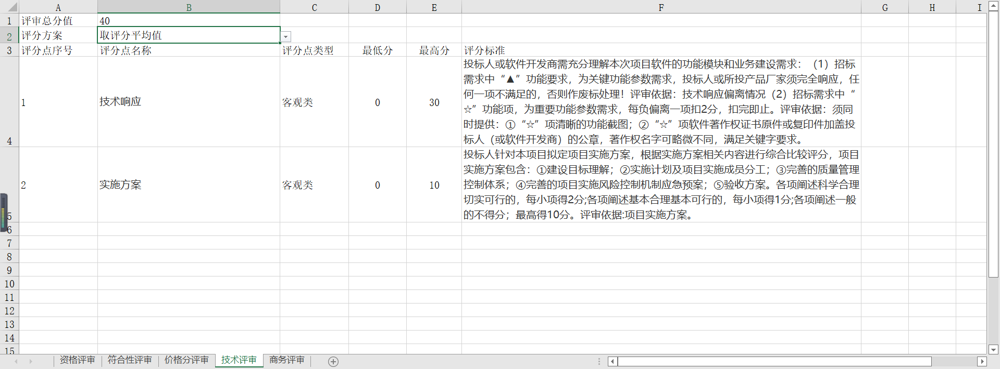 A B C D E F G H I
1 评审总分值 40
2 评分方案 取评分平均值
3 评分点序号 评分点名称 评分点类型 最低分 最高分 评分标准
投标人或软件开发商需充分理解本次项目软件的功能模块和业务建设需求：（1）招标
需求中“▲”功能要求，为关键功能参数需求，投标人或所投产品厂家须完全响应，任
何一项不满足的，否则作废标处理！评审依据：技术响应偏离情况（2）招标需求中“
1 技术响应 客观类 0 30 ☆”功能项，为重要功能参数需求，每负偏离一项扣2分，扣完即止。评审依据：须同
时提供：①“☆”项清晰的功能截图；②“☆”项软件著作权证书原件或复印件加盖投
4 标人（或软件开发商）的公章，著作权名字可略微不同，满足关键字要求。
投标人针对本项目拟定项目实施方案，根据实施方案相关内容进行综合比较评分，项目
实施方案包含：①建设目标理解；②实施计划及项目实施成员分工；③完善的质量管理
2 实施方案 客观类 0 10 控制体系；④完善的项目实施风险控制机制应急预案；⑤验收方案。各项阐述科学合理
切实可行的，每小项得2分;各项阐述基本合理基本可行的，每小项得1分;各项阐述一般
5 的不得分；最高得10分。评审依据:项目实施方案。
6
7
8
9
10
11
12
13
14
15
资格评审 符合性评审 价格分评审 技术评审 商务评审